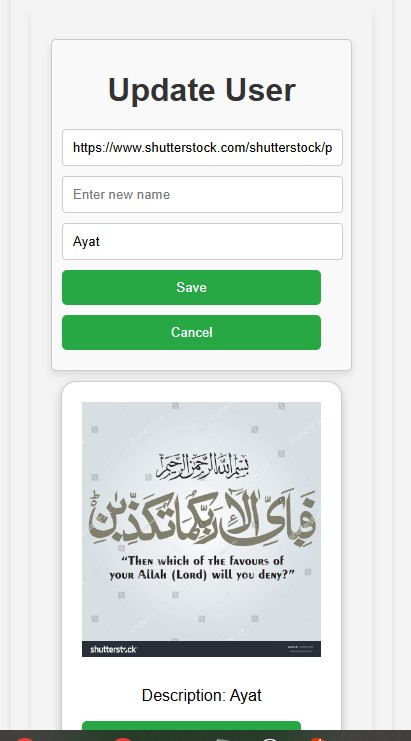 Update User
https://www.shutterstock.com/shutterstock/p
Enter new name
Ayat
Save
Cancel
بسم الله الرحمن الرحيم
فبأي آلاء ربكما تكذبن
“Then which of the favours of
your Allah (Lord) will you deny?”
shutterstock
Description: Ayat